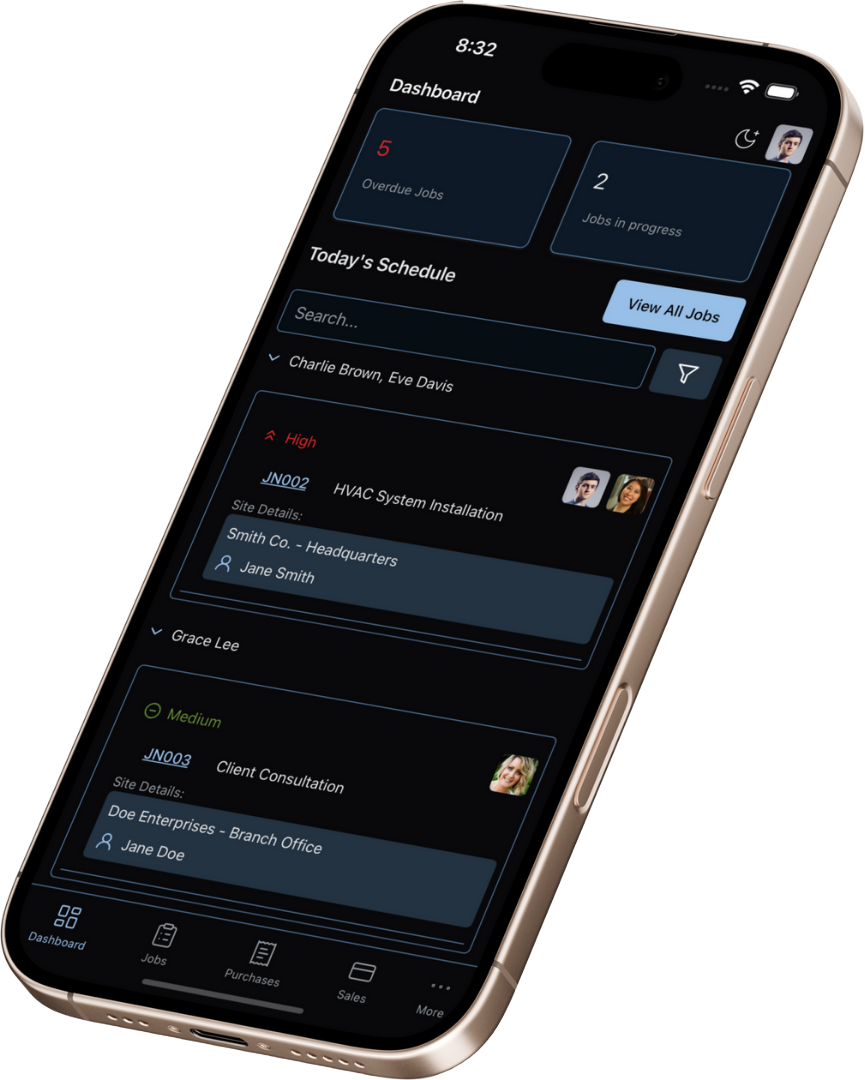 8:32
Dashboard
5
Overdue Jobs
2
Jobs in progress
Today's Schedule
View All Jobs
Search...
Charlie Brown, Eve Davis
High
JN002 HVAC System Installation
Site Details:
Smith Co. - Headquarters
Jane Smith
Grace Lee
Medium
JN003 Client Consultation
Site Details:
Doe Enterprises - Branch Office
Jane Doe
Dashboard
Jobs
Purchases
Sales
More